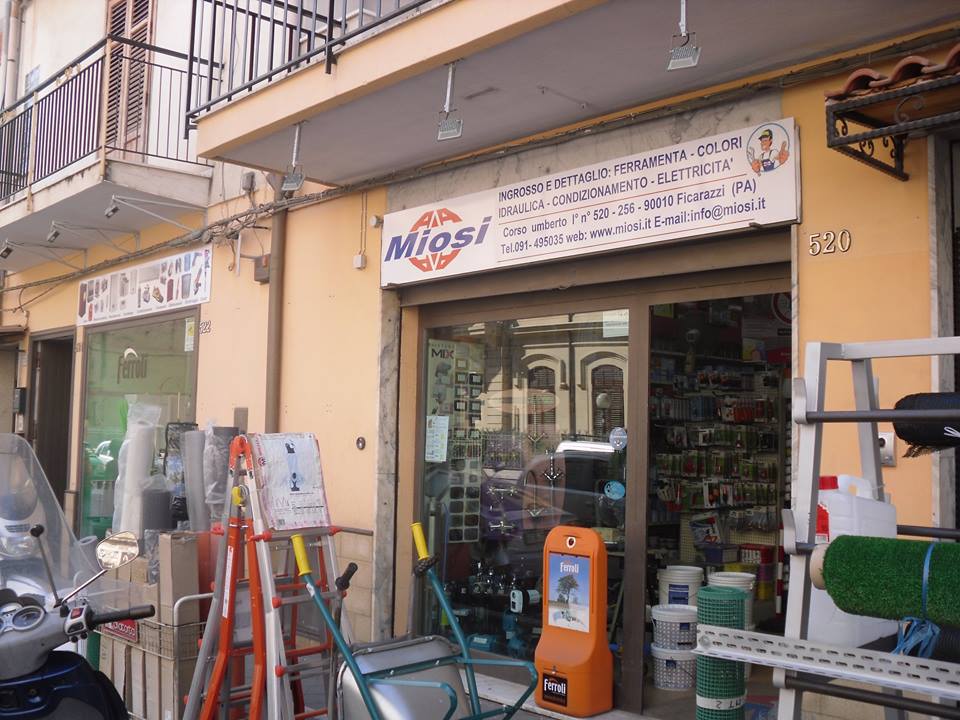 Miosi
INGROSSO E DETTAGLIO: FERRAMENTA - COLORI
IDRAULICA - CONDIZIONAMENTO - ELETTRICITA'
Corso umberto I° n° 520 - 256 - 90010 Ficarazzi (PA)
Tel.091- 495035 web: www.miosi.it E-mail:info@miosi.it
520
522
Ferroli
MIX
Ferroli
Ferroli